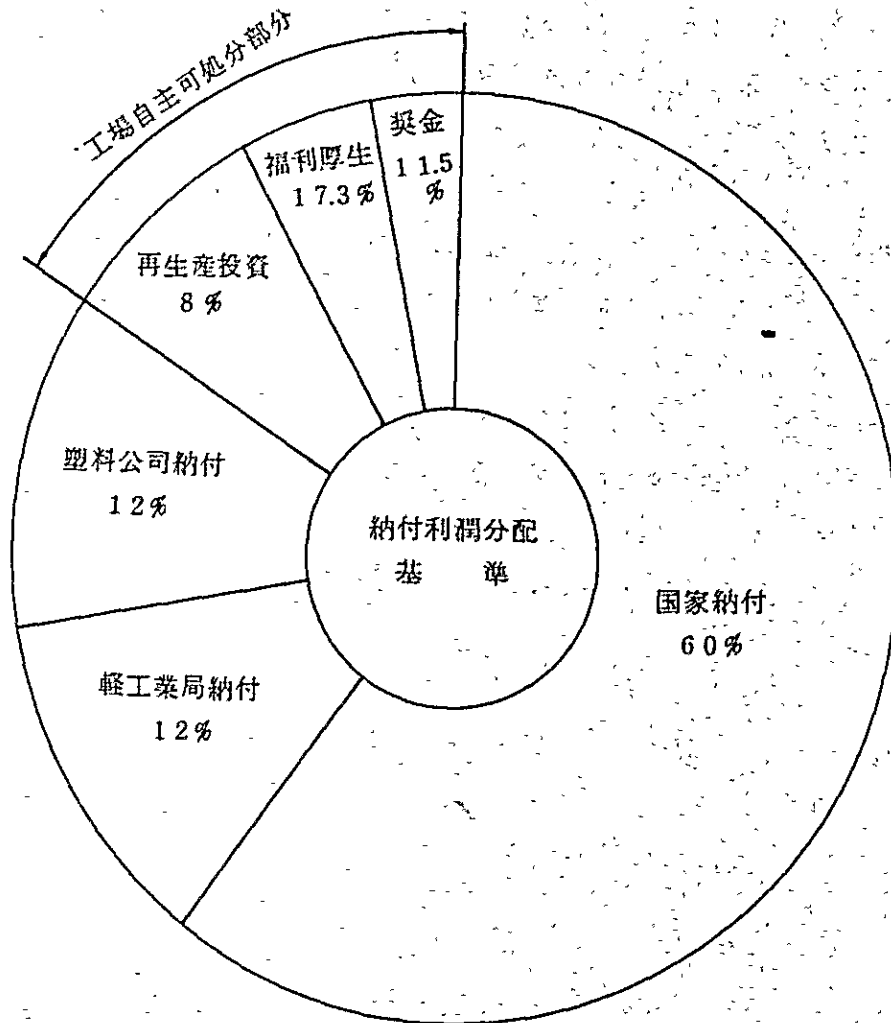 工場自主可処分部分
奨金
11.5
%
福利厚生
17.3%
再生産投資
8%
塑料公司納付
12%
軽工業局納付
12%
国家納付
60%
納付利潤分配
基 準